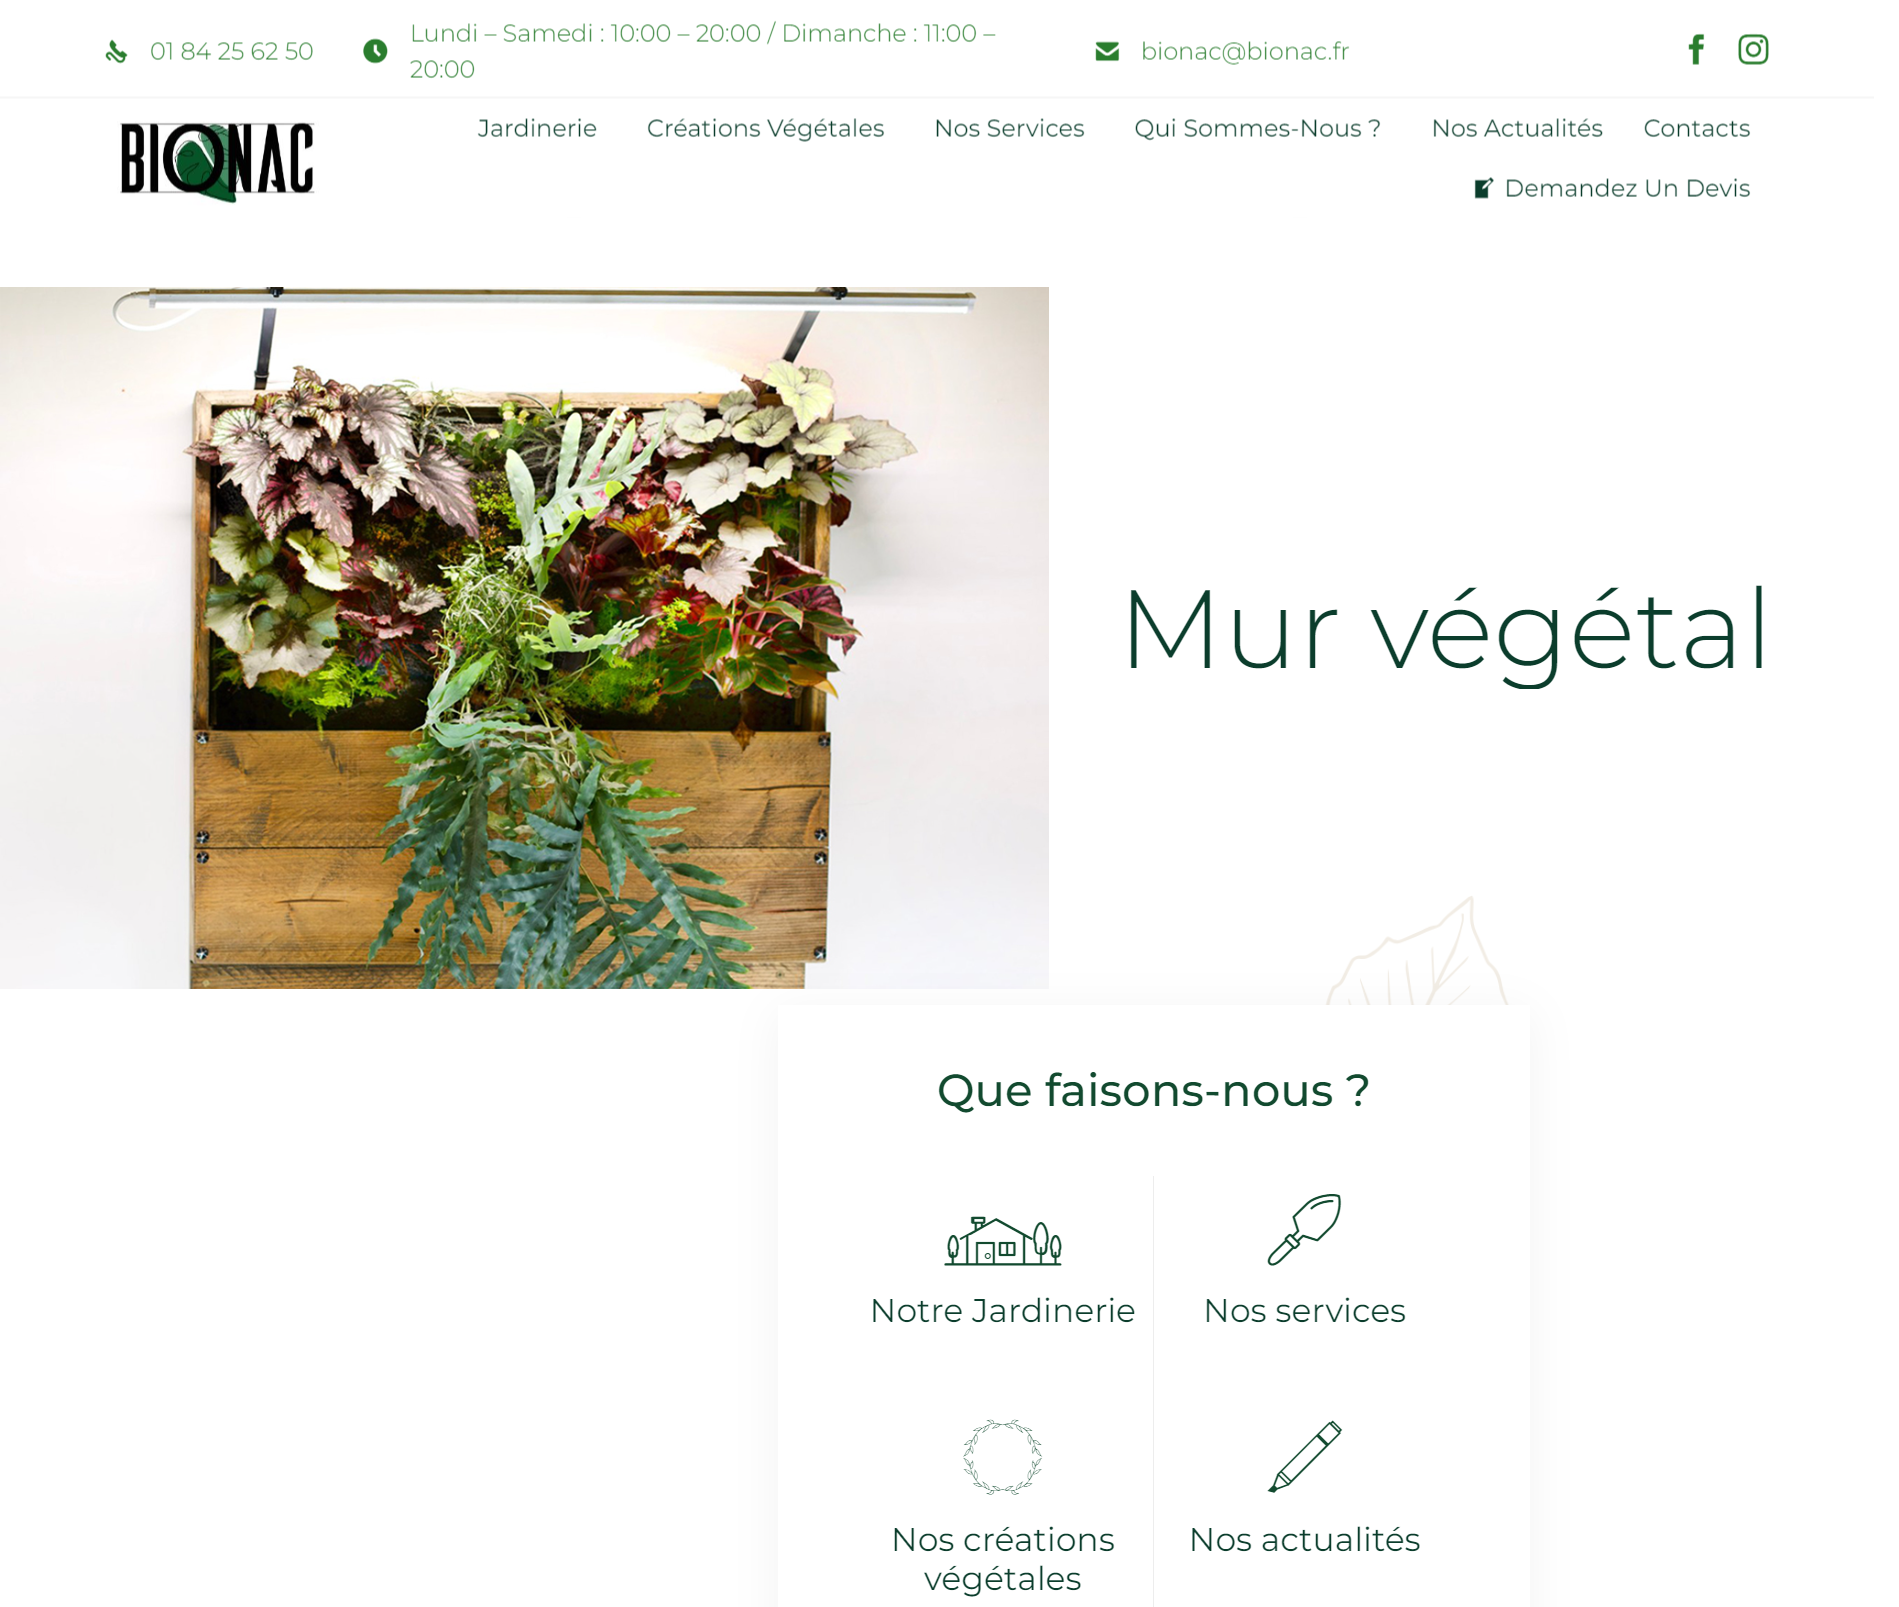 01 84 25 62 50
Lundi – Samedi : 10:00 – 20:00 / Dimanche : 11:00 –
20:00
bionac@bionac.fr
BIONAC
Jardinerie
Créations Végétales
Nos Services
Qui Sommes-Nous ?
Nos Actualités
Contacts
Demandez Un Devis
Mur végétal
Que faisons-nous ?
Notre Jardinerie
Nos services
Nos créations
végétales
Nos actualités